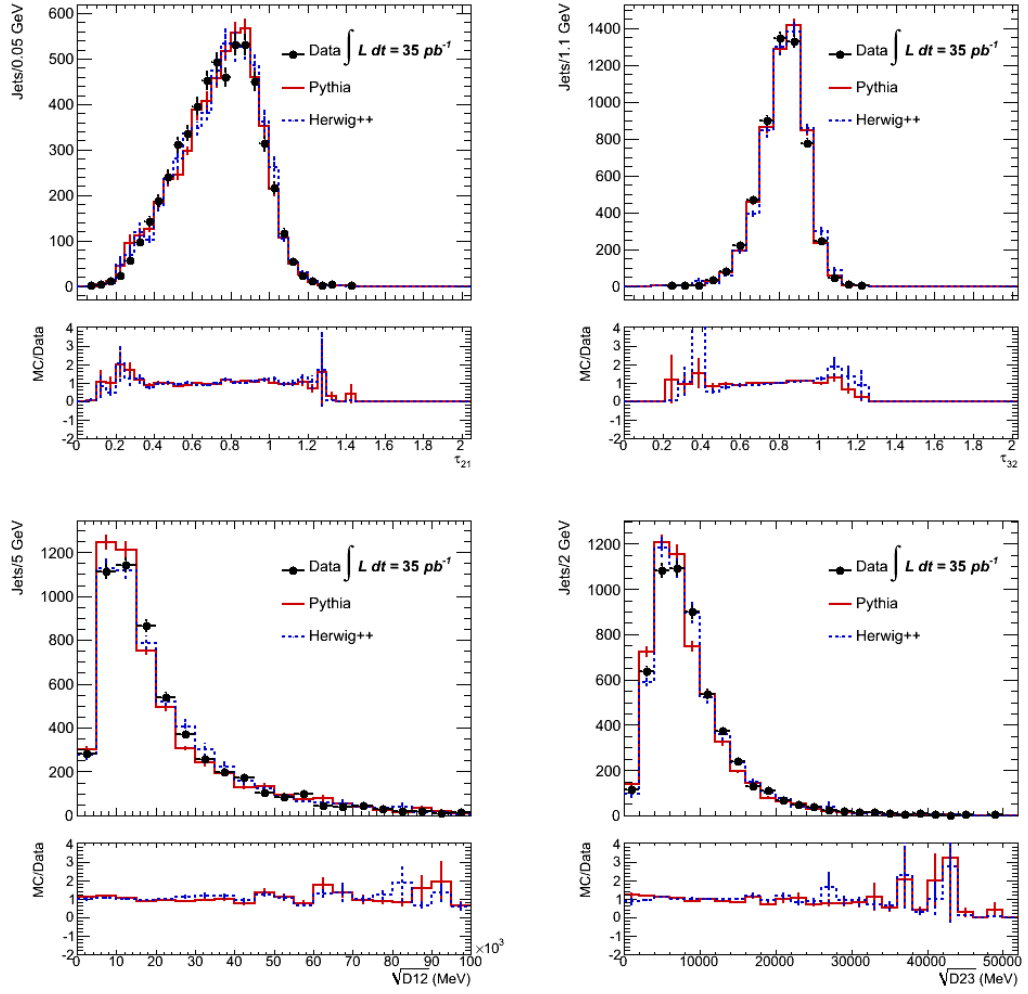 Jets/0.05 GeV
600
500
400
300
200
100
0
Data ∫ L dt = 35 pb⁻¹
Pythia
Herwig++
MC/Data
4
3
2
1
0
-1
-2
0 0.2 0.4 0.6 0.8 1 1.2 1.4 1.6 1.8 2
τ₂₁
Jets/1.1 GeV
1400
1200
1000
800
600
400
200
0
Data ∫ L dt = 35 pb⁻¹
Pythia
Herwig++
MC/Data
4
3
2
1
0
-1
-2
0 0.2 0.4 0.6 0.8 1 1.2 1.4 1.6 1.8 2
τ₃₂
Jets/5 GeV
1200
1000
800
600
400
200
0
Data ∫ L dt = 35 pb⁻¹
Pythia
Herwig++
MC/Data
4
3
2
1
0
-1
-2
0 10 20 30 40 50 60 70 80 90 100
×10³
√D12 (MeV)
Jets/2 GeV
1200
1000
800
600
400
200
0
Data ∫ L dt = 35 pb⁻¹
Pythia
Herwig++
MC/Data
4
3
2
1
0
-1
-2
0 10000 20000 30000 40000 50000
√D23 (MeV)